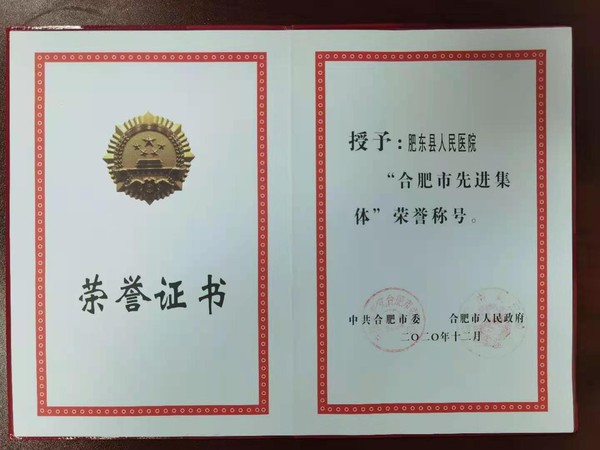 荣誉证书
授予：肥东县人民医院
“合肥市先进集
体”荣誉称号。
中共合肥市委 合肥市人民政府
二〇二〇年十二月